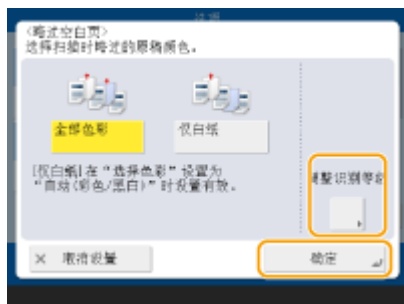 <略过空白页>
选择扫描时略过的原稿颜色。
全部色彩
仅白纸
[仅白纸]在“选择色彩”设置为
“自动(彩色/黑白)”时设置有效。
调整识别等级
× 取消设置
确定